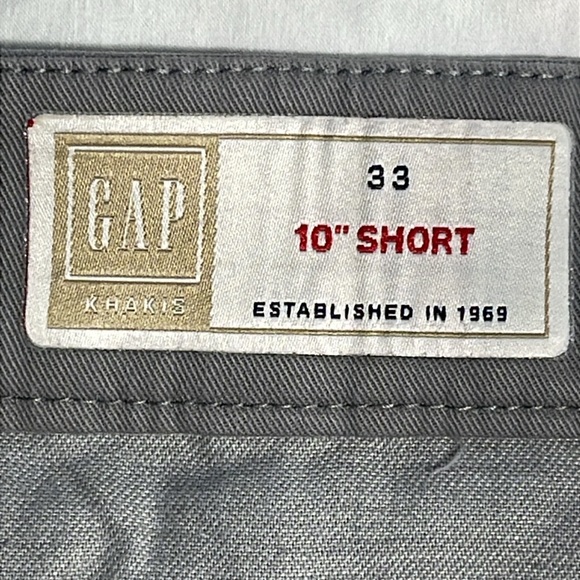 GAP
KHAKIS
33
10" SHORT
ESTABLISHED IN 1969